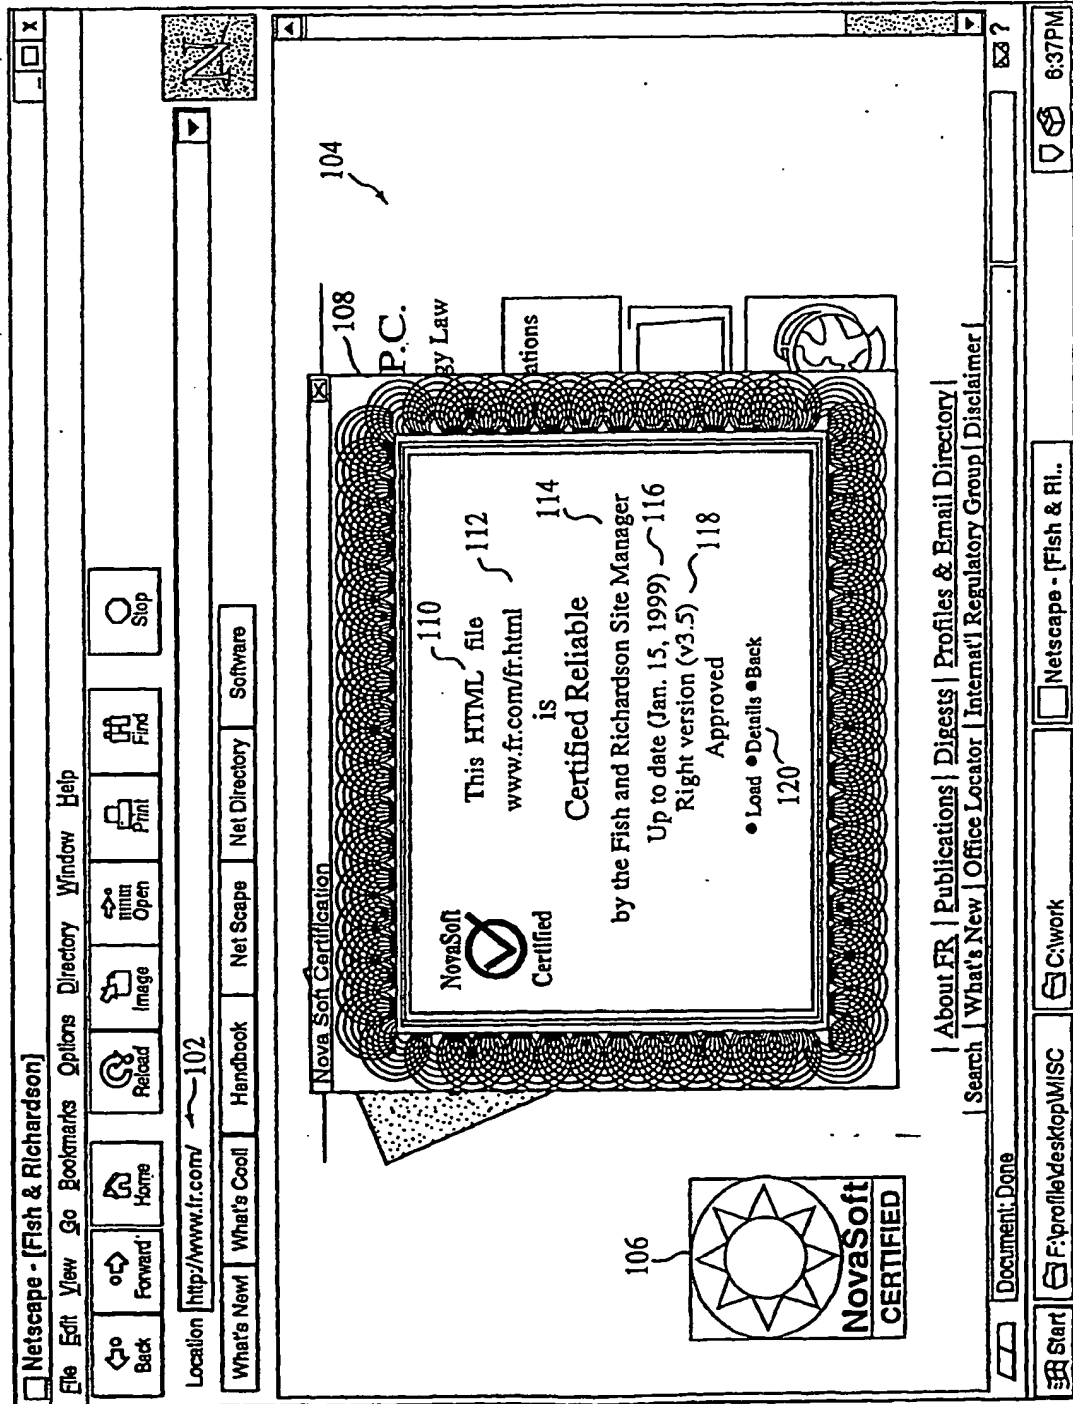 Netscape - [Fish & Richardson]
File Edit View Go Bookmarks Options Directory Window Help
Back Forward Home Reload Image Open Print Find Stop
Location http://www.fr.com/ 102
N
What's New! What's Cool! Handbook Net Scape Net Directory Software
104
108
Nova Soft Certification
P.C.
gy Law
ations
NovaSoft
Certified
110
This HTML file
112
www.fr.com/fr.html
is
Certified Reliable
114
by the Fish and Richardson Site Manager
Up to date (Jan. 15, 1999) 116
Right version (v3.5) 118
Approved
•Load •Details •Back
120
106
NovaSoft
CERTIFIED
| About FR | Publications | Digests | Profiles & Email Directory |
| Search | What's New | Office Locator | Internat'l Regulatory Group | Disclaimer |
Document: Done
?
Start F:\profile\desktop\MISC C:\work Netscape - [Fish & Ri.. 6:37PM